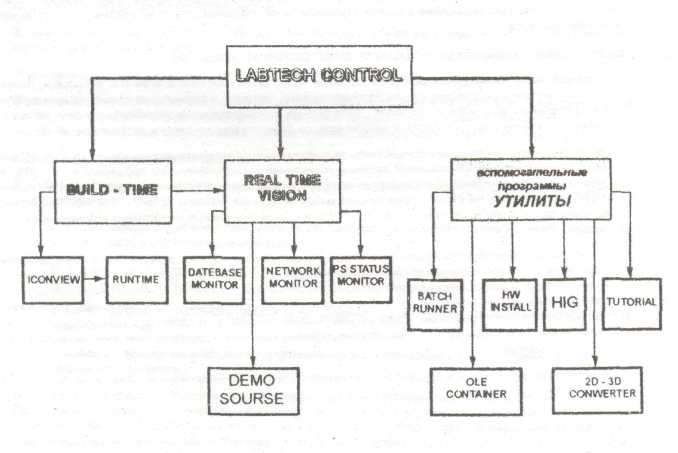 LABTECH CONTROL
BUILD - TIME
REAL TIME
VISION
вспомогательные
программы
УТИЛИТЫ
ICONVIEW
RUNTIME
DATEBASE
MONITOR
NETWORK
MONITOR
PS STATUS
MONITOR
BATCH
RUNNER
HW
INSTALL
HIG
TUTORIAL
DEMO
SOURSE
OLE
CONTAINER
2D - 3D
CONWERTER